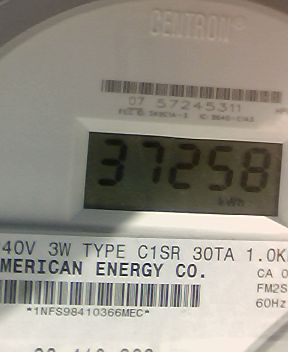 CENTRON®
07 57245311
37258
kWh
40V 3W TYPE C1SR 30TA 1.0K
MERICAN ENERGY CO.
CA 0
FM2S
60Hz
*1NFS98410366MEC*